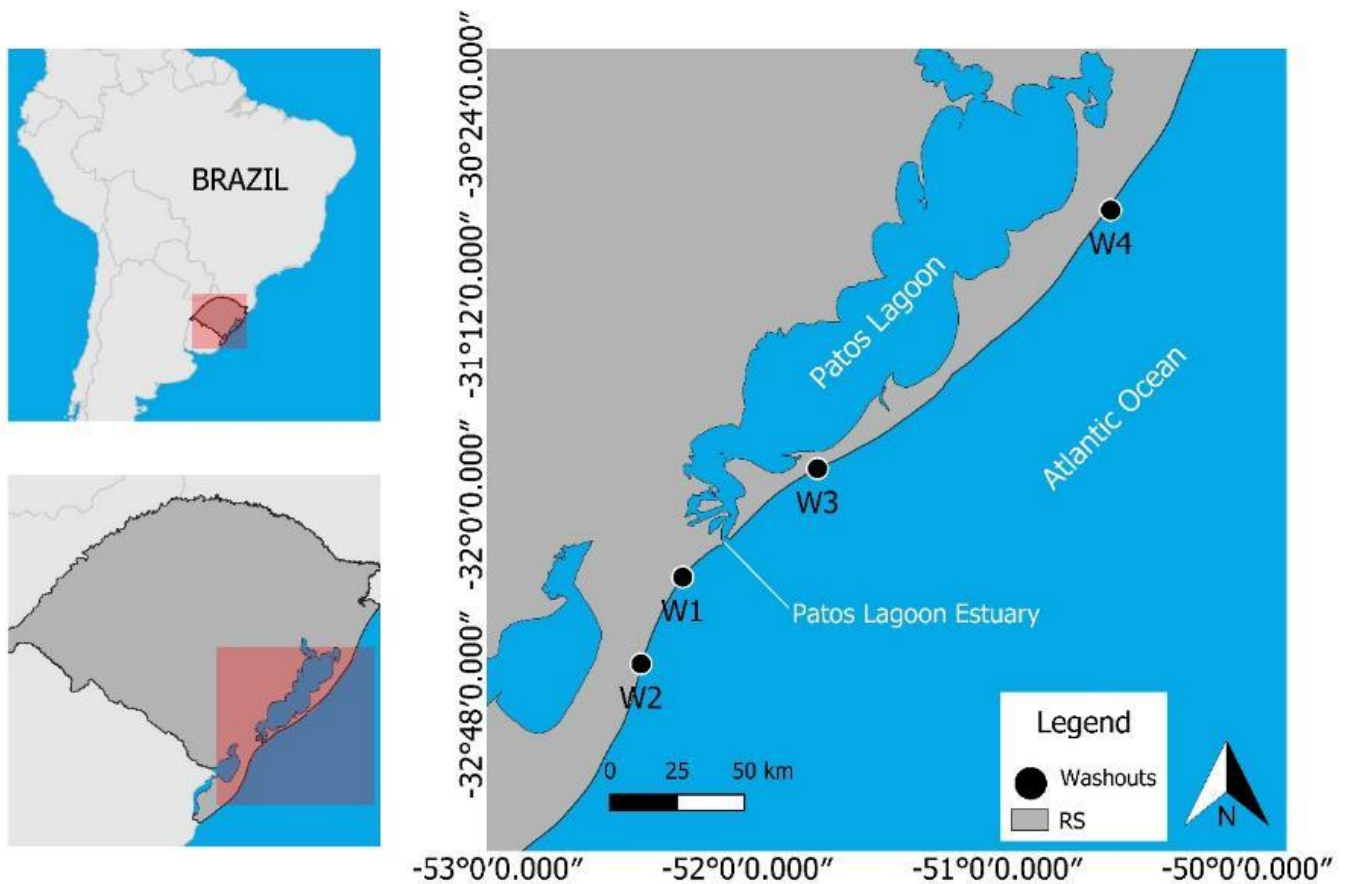 BRAZIL
-30°24′0.000″
-31°12′0.000″
-32°0′0.000″
-32°48′0.000″
W4
Patos Lagoon
Atlantic Ocean
W3
W1
Patos Lagoon Estuary
W2
0 25 50 km
Legend
Washouts
RS
N
-53°0′0.000″ -52°0′0.000″ -51°0′0.000″ -50°0′0.000″